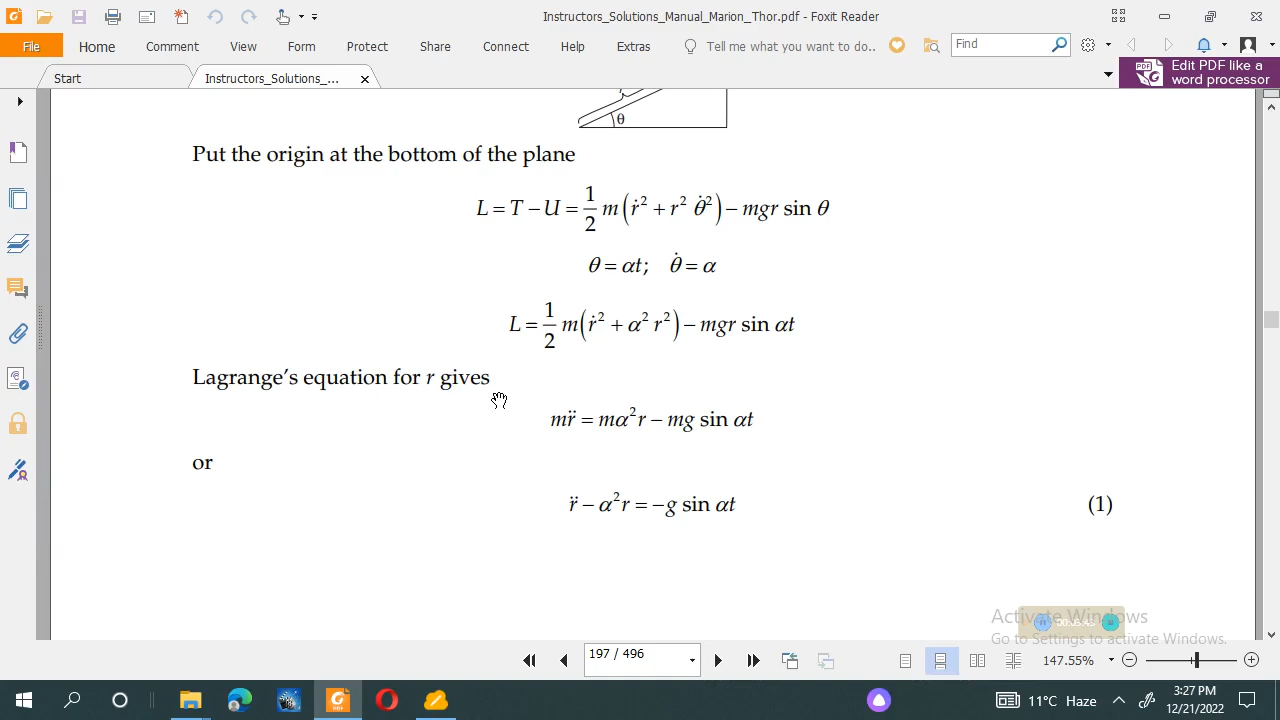 Instructors_Solutions_Manual_Marion_Thor.pdf - Foxit Reader
File Home Comment View Form Protect Share Connect Help Extras Tell me what you want to do.. Find
Start Instructors_Solutions_... Edit PDF like a
word processor
θ
Put the origin at the bottom of the plane
L = T − U = 1/2 m(ṙ² + r² θ̇²) − mgr sin θ
θ = αt; θ̇ = α
L = 1/2 m(ṙ² + α² r²) − mgr sin αt
Lagrange's equation for r gives
mr̈ = mα²r − mg sin αt
or
r̈ − α²r = −g sin αt (1)
Activate Windows
Go to Settings to activate Windows.
197 / 496 147.55%
11°C Haze 3:27 PM
12/21/2022